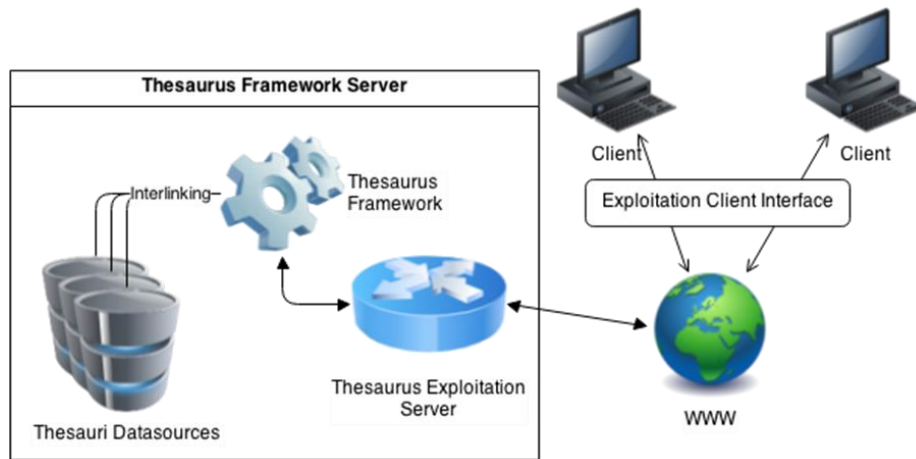 Thesaurus Framework Server
Client
Client
Interlinking
Thesaurus
Framework
Exploitation Client Interface
Thesaurus Exploitation
Server
Thesauri Datasources
WWW